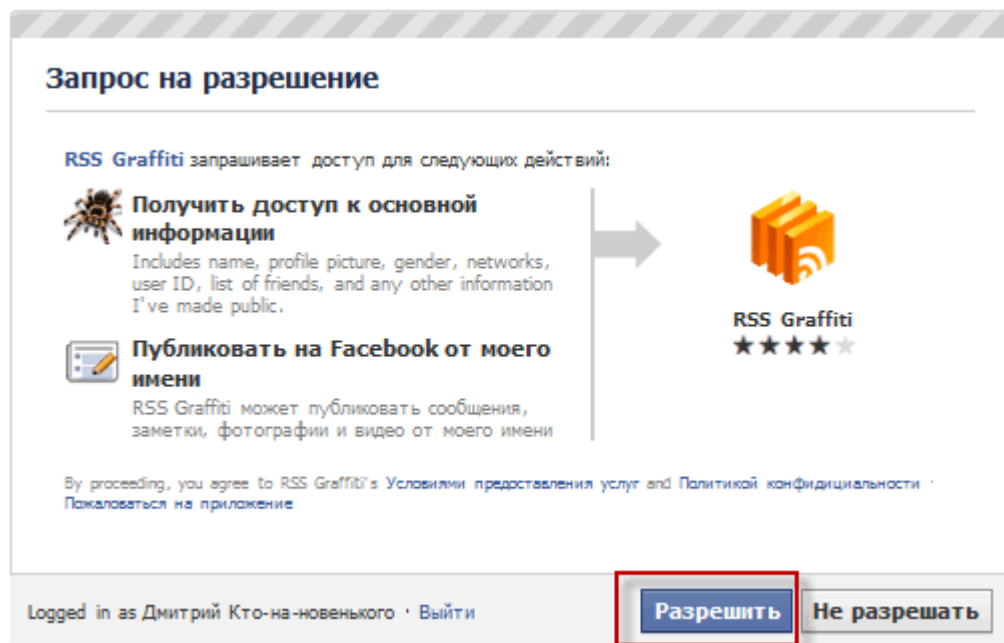 Запрос на разрешение
RSS Graffiti запрашивает доступ для следующих действий:
Получить доступ к основной
информации
Includes name, profile picture, gender, networks,
user ID, list of friends, and any other information
I've made public.
Публиковать на Facebook от моего
имени
RSS Graffiti может публиковать сообщения,
заметки, фотографии и видео от моего имени
RSS Graffiti
By proceeding, you agree to RSS Graffiti's Условиями предоставления услуг and Политикой конфидициальности ·
Пожаловаться на приложение
Logged in as Дмитрий Кто-на-новенького · Выйти
Разрешить
Не разрешать